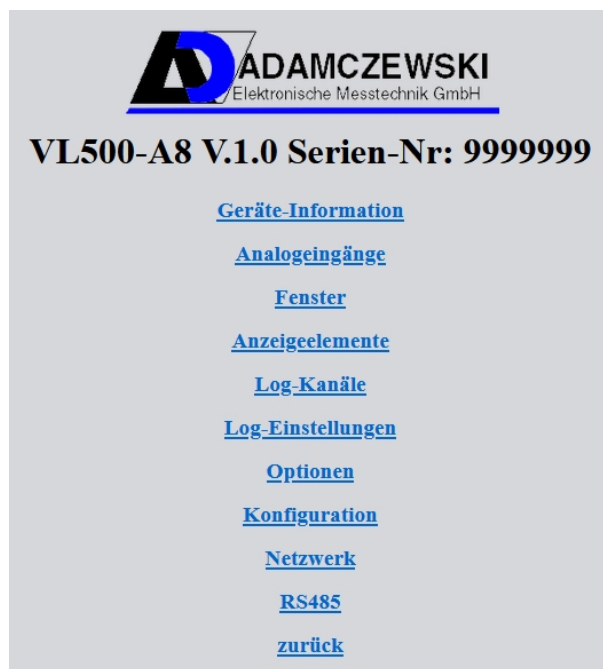 ADAMCZEWSKI
Elektronische Messtechnik GmbH
VL500-A8 V.1.0 Serien-Nr: 9999999
Geräte-Information
Analogeingänge
Fenster
Anzeigeelemente
Log-Kanäle
Log-Einstellungen
Optionen
Konfiguration
Netzwerk
RS485
zurück